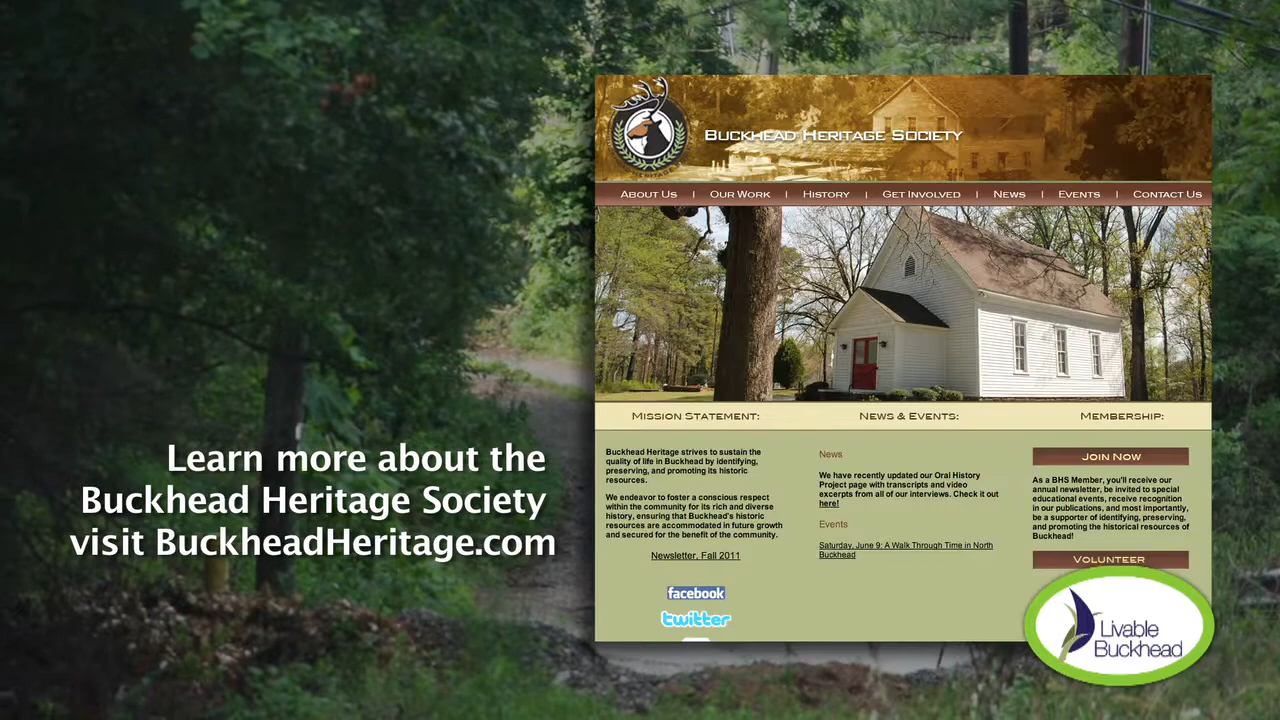 Learn more about the
Buckhead Heritage Society
visit BuckheadHeritage.com
BUCKHEAD HERITAGE SOCIETY
ABOUT US | OUR WORK | HISTORY | GET INVOLVED | NEWS | EVENTS | CONTACT US
MISSION STATEMENT:
Buckhead Heritage strives to sustain the
quality of life in Buckhead by identifying,
preserving, and promoting its historic
resources.
We endeavor to foster a conscious respect
within the community for its rich and diverse
history, ensuring that Buckhead's historic
resources are accommodated in future growth
and secured for the benefit of the community.
Newsletter, Fall 2011
facebook
twitter
NEWS & EVENTS:
News
We have recently updated our Oral History
Project page with transcripts and video
excerpts from all of our interviews. Check it out
here!
Events
Saturday, June 9: A Walk Through Time in North
Buckhead
MEMBERSHIP:
JOIN NOW
As a BHS Member, you'll receive our
annual newsletter, be invited to special
educational events, receive recognition
in our publications, and most importantly,
be a supporter of identifying, preserving,
and promoting the historical resources of
Buckhead!
VOLUNTEER
Livable
Buckhead